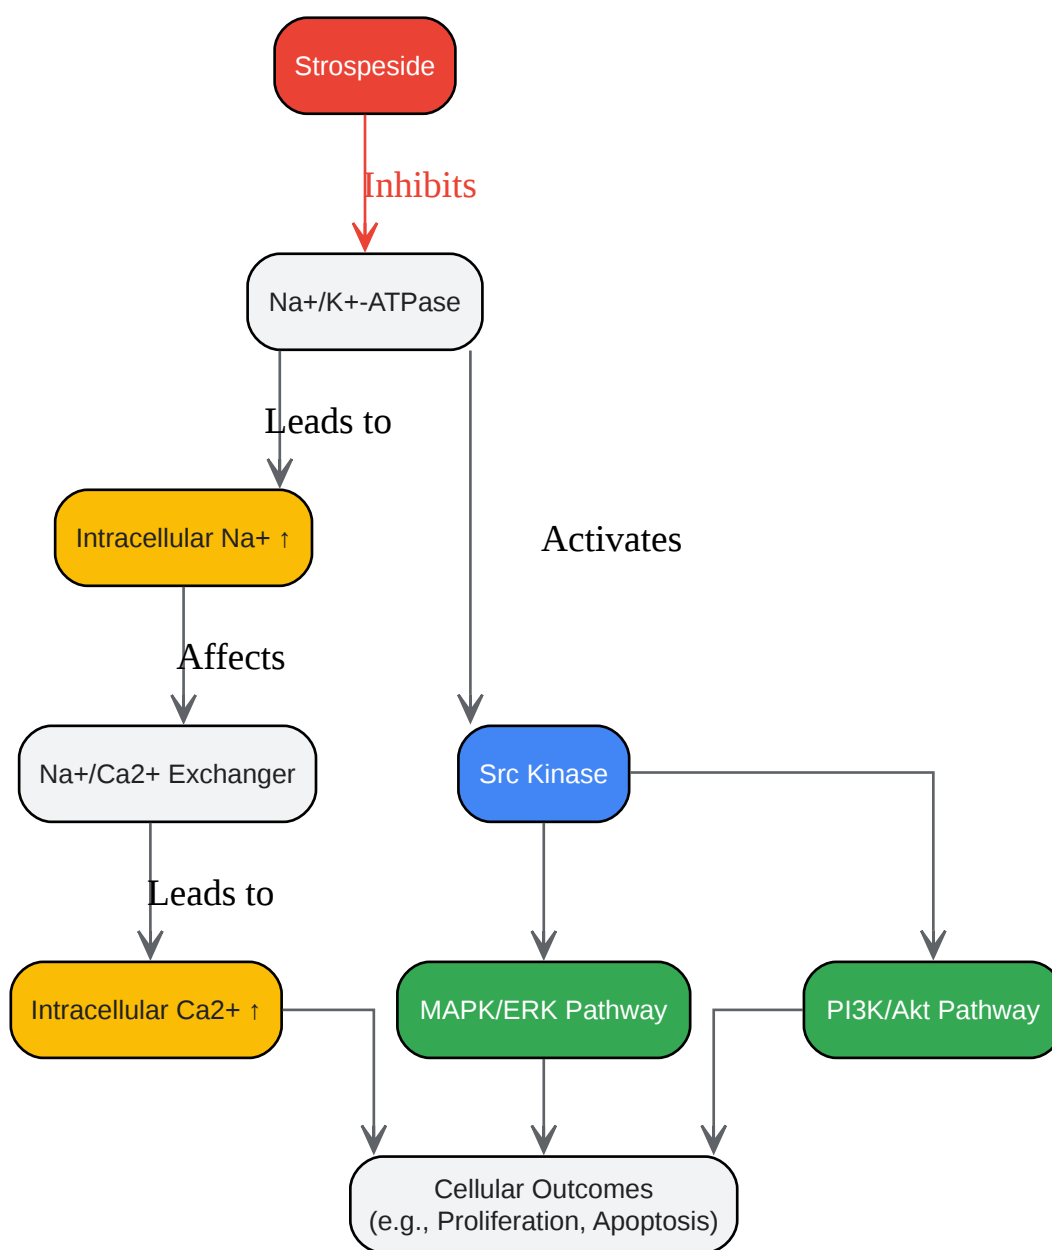 Strospeside
Inhibits
Na+/K+-ATPase
Leads to
Intracellular Na+ ↑
Activates
Affects
Na+/Ca2+ Exchanger
Src Kinase
Leads to
Intracellular Ca2+ ↑
MAPK/ERK Pathway
PI3K/Akt Pathway
Cellular Outcomes
(e.g., Proliferation, Apoptosis)